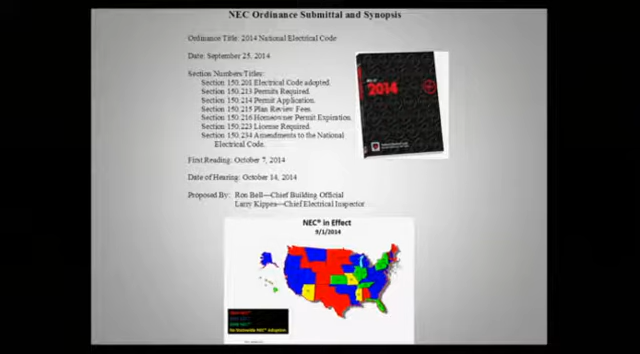 NEC Ordinance Submittal and Synopsis
Ordinance Title: 2014 National Electrical Code
Date: September 25, 2014
Section Numbers Titles:
Section 150.201 Electrical Code adopted.
Section 150.213 Permits Required.
Section 150.214 Permit Application.
Section 150.215 Plan Review Fees.
Section 150.216 Homeowner Permit Expiration.
Section 150.223 License Required.
Section 150.234 Amendments to the National
Electrical Code.
First Reading: October 7, 2014
Date of Hearing: October 14, 2014
Proposed By: Ron Bell—Chief Building Official
Larry Kippes—Chief Electrical Inspector
2014
NEC® in Effect
9/1/2014
No Statewide NEC® Adoption